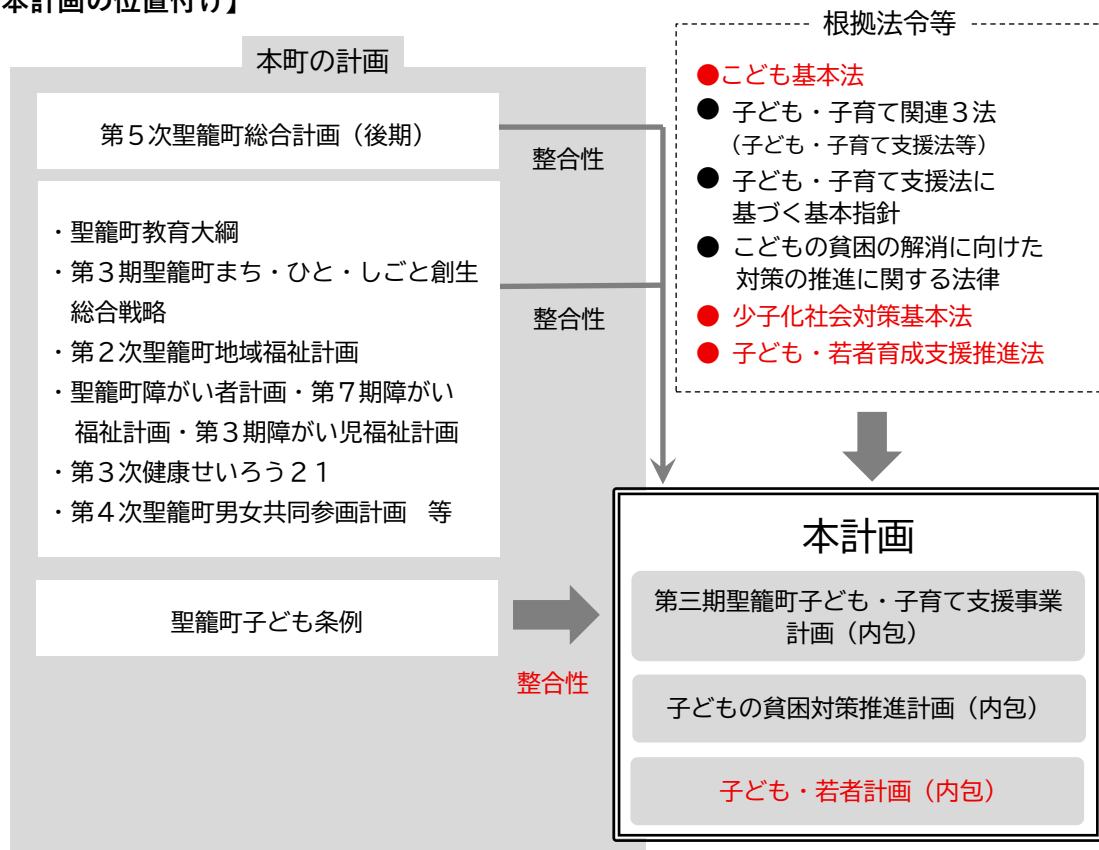 本計画の位置付け】
本町の計画
第５次聖籠町総合計画（後期）
整合性
・聖籠町教育大綱
・第３期聖籠町まち・ひと・しごと創生
総合戦略
・第２次聖籠町地域福祉計画
・聖籠町障がい者計画・第７期障がい
福祉計画・第３期障がい児福祉計画
・第３次健康せいろう２１
・第４次聖籠町男女共同参画計画　等
整合性
聖籠町子ども条例
整合性
根拠法令等
●こども基本法
● 子ども・子育て関連３法
（子ども・子育て支援法等）
● 子ども・子育て支援法に
基づく基本指針
● こどもの貧困の解消に向けた
対策の推進に関する法律
● 少子化社会対策基本法
● 子ども・若者育成支援推進法
本計画
第三期聖籠町子ども・子育て支援事業
計画（内包）
子どもの貧困対策推進計画（内包）
子ども・若者計画（内包）